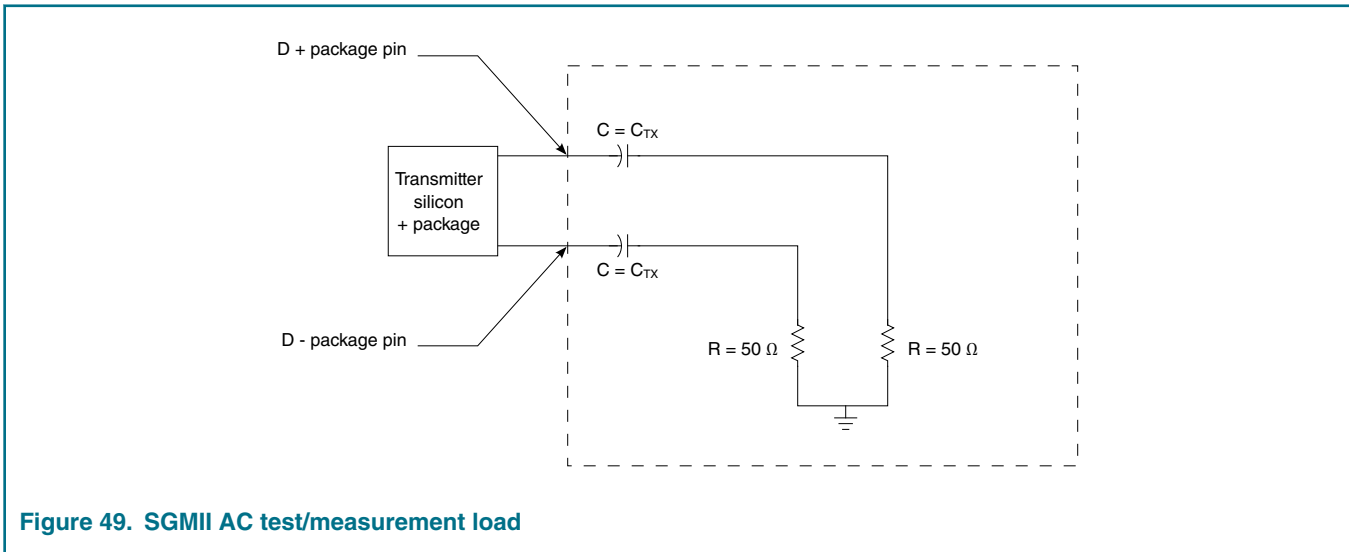 D + package pin
C = CTX
Transmitter
silicon
+ package
C = CTX
D - package pin
R = 50 Ω
R = 50 Ω
Figure 49. SGMII AC test/measurement load